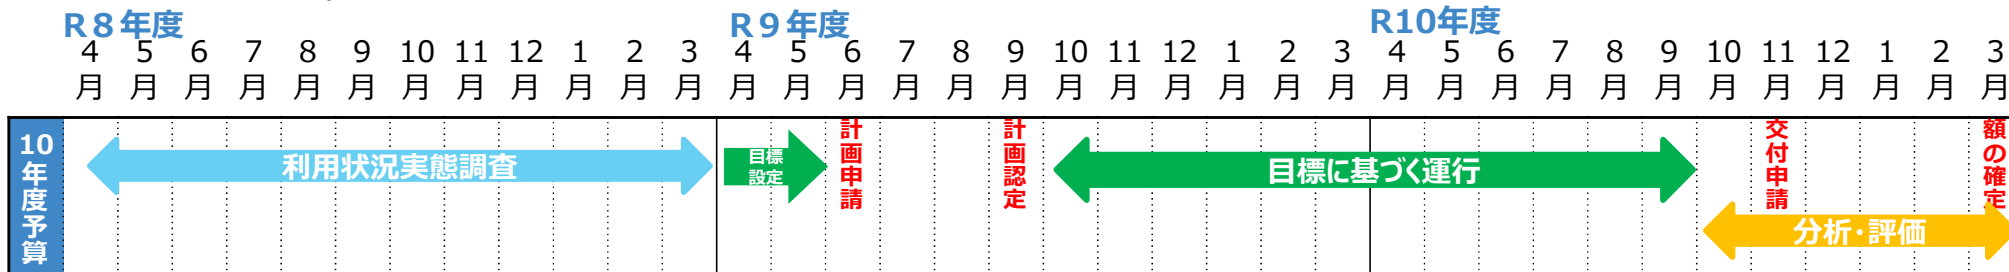 R８年度 R９年度 R10年度
4月 5月 6月 7月 8月 9月 10月 11月 12月 1月 2月 3月 4月 5月 6月 7月 8月 9月 10月 11月 12月 1月 2月 3月 4月 5月 6月 7月 8月 9月 10月 11月 12月 1月 2月 3月
10年度予算
利用状況実態調査
目標
設定
計画申請
計画認定
目標に基づく運行
交付申請
額の確定
分析・評価